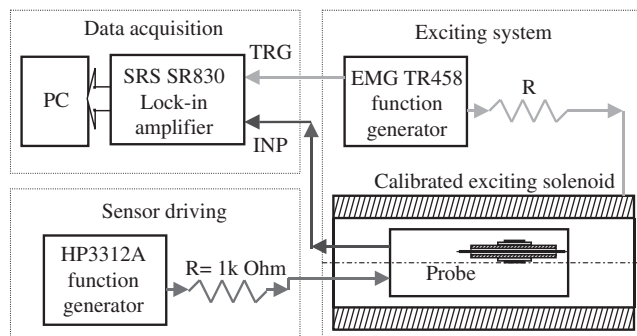 Data acquisition
PC
SRS SR830
Lock-in
amplifier
TRG
INP
Exciting system
EMG TR458
function
generator
R
Calibrated exciting solenoid
Probe
Sensor driving
HP3312A
function
generator
R= 1k Ohm